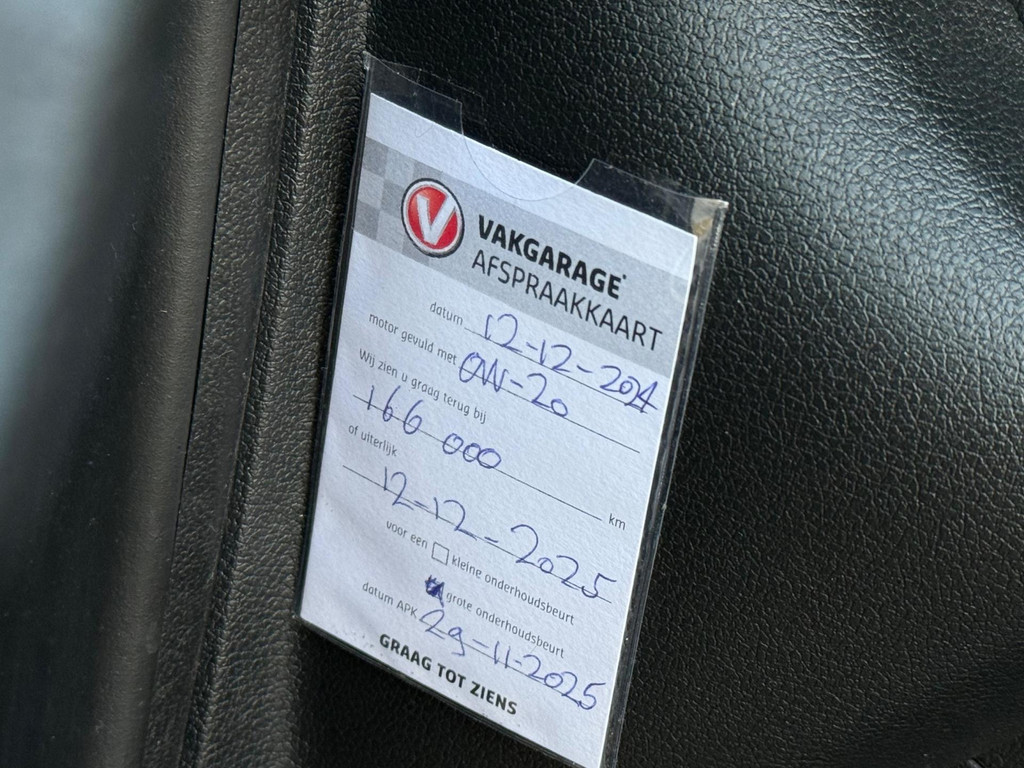 V VAKGARAGE
AFSPRAAKKAART
datum 12-12-2024
motor gevuld met 0W-20
Wij zien u graag terug bij
166 000 km
of uiterlijk
12-12-2025
voor een kleine onderhoudsbeurt
grote onderhoudsbeurt
datum APK 29-11-2025
GRAAG TOT ZIENS